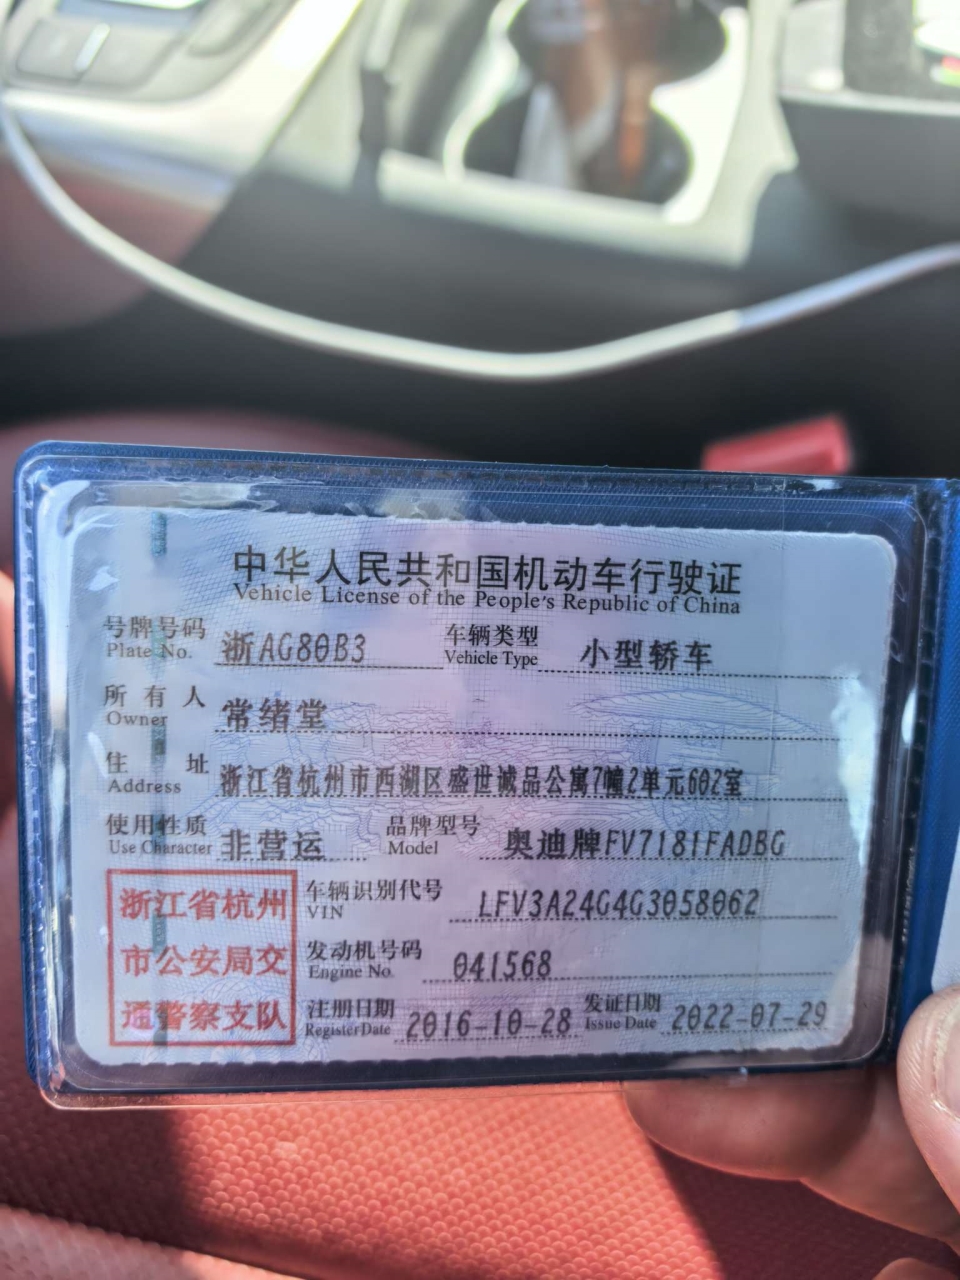 中华人民共和国机动车行驶证
Vehicle License of the People's Republic of China
号牌号码 浙AG80B3 车辆类型 小型轿车
Plate No. Vehicle Type
所有人 常绪堂
Owner
住址 浙江省杭州市西湖区盛世诚品公寓7幢2单元602室
Address
使用性质 非营运 品牌型号 奥迪牌FV7181FADBG
Use Character Model
浙江省杭州
市公安局交
通警察支队
车辆识别代号 LFV3A24G4G3058062
VIN
发动机号码 041568
Engine No.
注册日期 2016-10-28 发证日期 2022-07-29
Register Date Issue Date